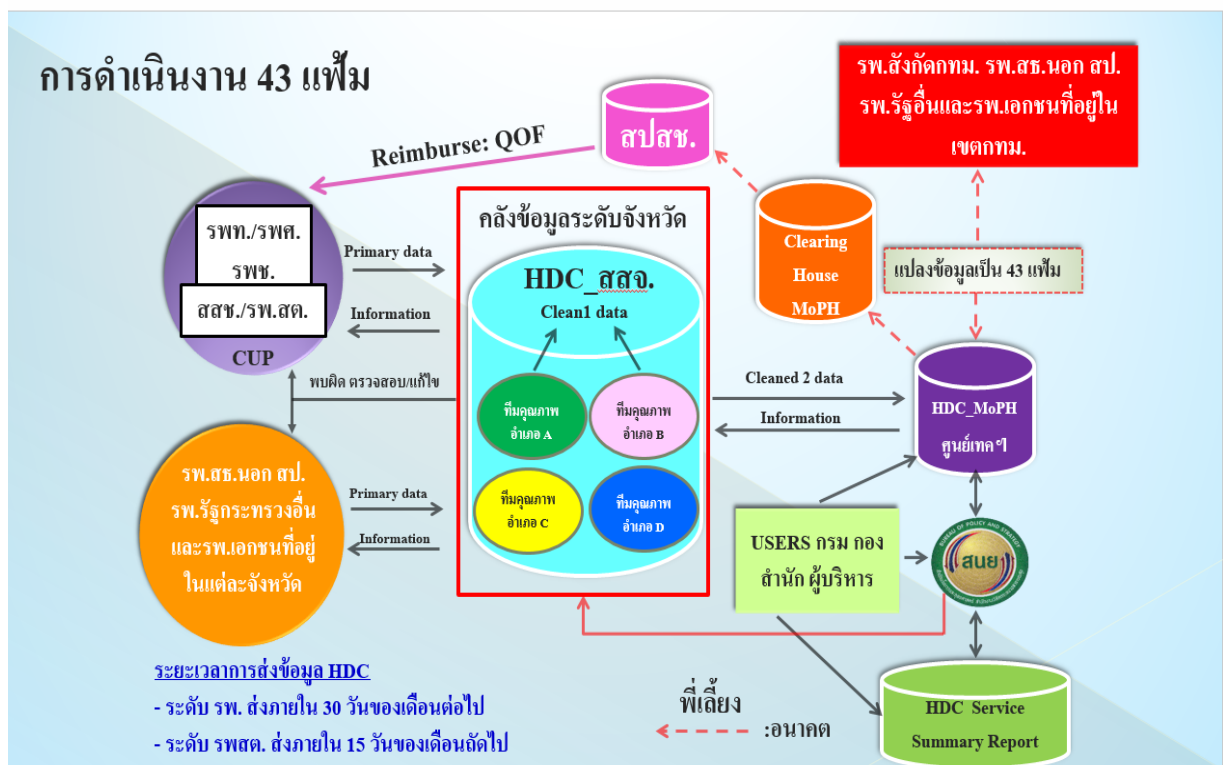 การดำเนินงาน 43 แฟ้ม
Reimburse: QOF
สปสช.
รพ.สังกัดกทม. รพ.สธ.นอก สป.
รพ.รัฐอื่นและรพ.เอกชนที่อยู่ใน
เขตกทม.
รพท./รพศ.
รพช.
สสช./รพ.สต.
CUP
Primary data
Information
พบผิด ตรวจสอบ/แก้ไข
คลังข้อมูลระดับจังหวัด
HDC_สสจ.
Clean1 data
ทีมคุณภาพ
อำเภอ A
ทีมคุณภาพ
อำเภอ B
ทีมคุณภาพ
อำเภอ C
ทีมคุณภาพ
อำเภอ D
Clearing
House
MoPH
แปลงข้อมูลเป็น 43 แฟ้ม
Cleaned 2 data
Information
HDC_MoPH
ศูนย์เทคฯ
รพ.สธ.นอก สป.
รพ.รัฐกระทรวงอื่น
และรพ.เอกชนที่อยู่
ในแต่ละจังหวัด
Primary data
Information
USERS กรม กอง
สำนัก ผู้บริหาร
BUREAU OF POLICY AND STRATEGY
สนย
ระยะเวลาการส่งข้อมูล HDC
- ระดับ รพ. ส่งภายใน 30 วันของเดือนต่อไป
- ระดับ รพสต. ส่งภายใน 15 วันของเดือนถัดไป
พี่เลี้ยง
:อนาคต
HDC Service
Summary Report